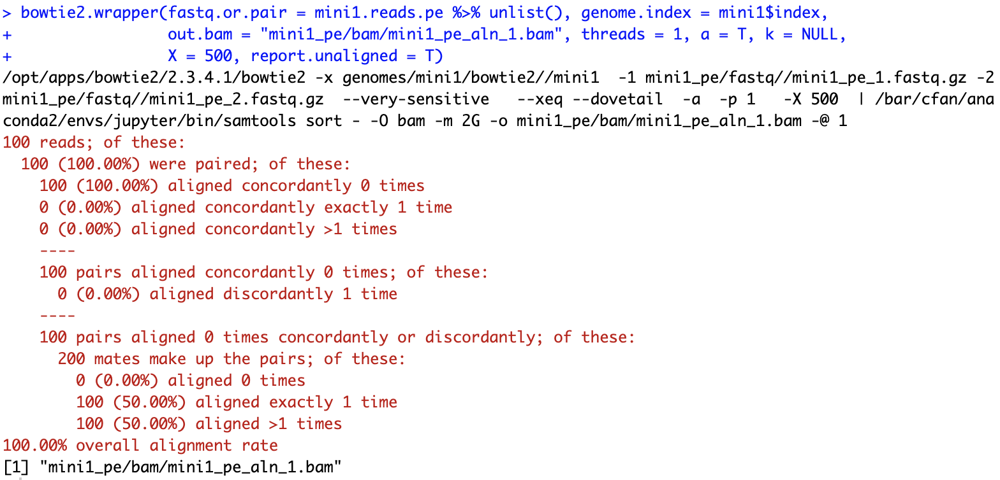 > bowtie2.wrapper(fastq.or.pair = mini1.reads.pe %>% unlist(), genome.index = mini1$index,
+                 out.bam = "mini1_pe/bam/mini1_pe_aln_1.bam", threads = 1, a = T, k = NULL,
+                 X = 500, report.unaligned = T)
/opt/apps/bowtie2/2.3.4.1/bowtie2 -x genomes/mini1/bowtie2//mini1  -1 mini1_pe/fastq//mini1_pe_1.fastq.gz -2
mini1_pe/fastq//mini1_pe_2.fastq.gz  --very-sensitive   --xeq --dovetail  -a  -p 1   -X 500  | /bar/cfan/ana
conda2/envs/jupyter/bin/samtools sort - -O bam -m 2G -o mini1_pe/bam/mini1_pe_aln_1.bam -@ 1
100 reads; of these:
  100 (100.00%) were paired; of these:
    100 (100.00%) aligned concordantly 0 times
    0 (0.00%) aligned concordantly exactly 1 time
    0 (0.00%) aligned concordantly >1 times
    ----
    100 pairs aligned concordantly 0 times; of these:
      0 (0.00%) aligned discordantly 1 time
    ----
    100 pairs aligned 0 times concordantly or discordantly; of these:
      200 mates make up the pairs; of these:
        0 (0.00%) aligned 0 times
        100 (50.00%) aligned exactly 1 time
        100 (50.00%) aligned >1 times
100.00% overall alignment rate
[1] "mini1_pe/bam/mini1_pe_aln_1.bam"